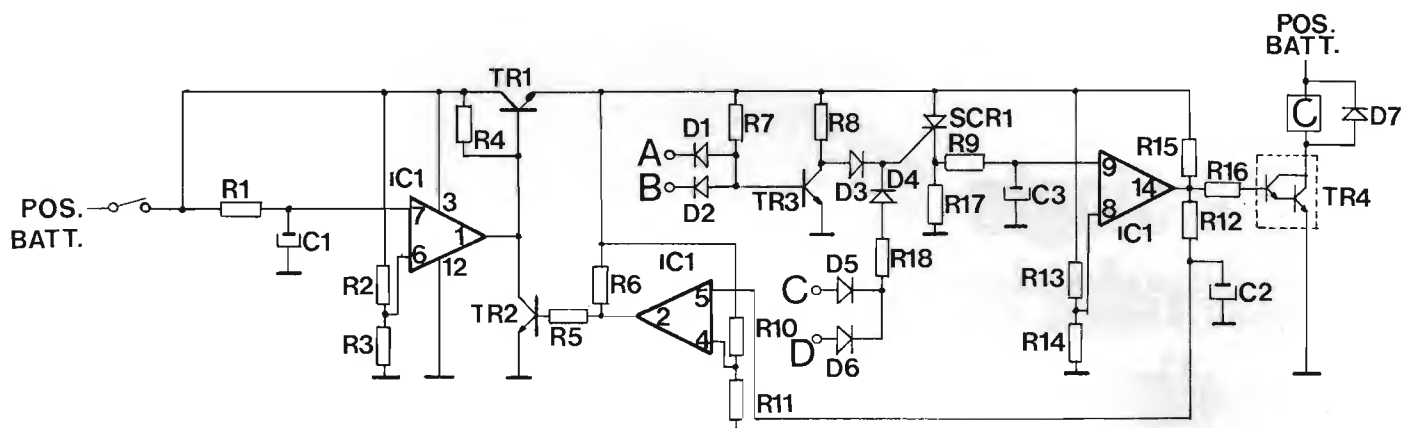 POS.
BATT.
TR1
SCR1
C
D7
R4
D1
R7
R8
A
R9
R15
D3
D4
9
R16
IC1
B
14
R1
3
D2
TR3
R17
C3
8
TR4
POS.
BATT.
7
1
IC1
R12
C1
6
12
IC1
R18
R2
R6
5
C
D5
R13
C2
TR2
2
R10
R3
R5
4
D
D6
R14
R11